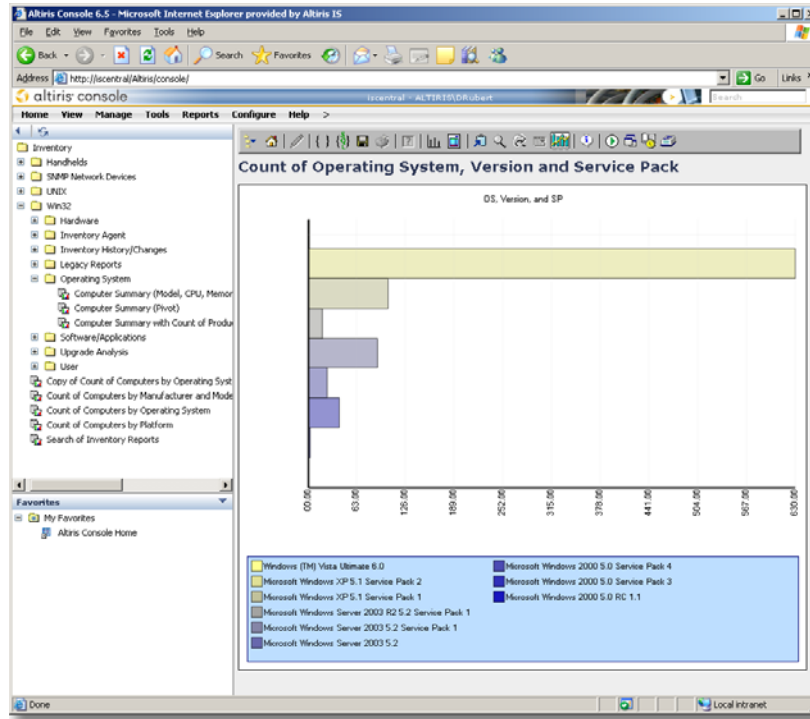 Altiris Console 6.5 - Microsoft Internet Explorer provided by Altiris IS
File Edit View Favorites Tools Help
Back Search Favorites
Address http://iscentral/Altiris/console/ Go Links
altiris console iscentral - ALTIRIS\DRubert Search
Home View Manage Tools Reports Configure Help >
Inventory
Handhelds
SNMP Network Devices
UNIX
Win32
Hardware
Inventory Agent
Inventory History/Changes
Legacy Reports
Operating System
Computer Summary (Model, CPU, Memor
Computer Summary (Pivot)
Computer Summary with Count of Produ
Software/Applications
Upgrade Analysis
User
Copy of Count of Computers by Operating Syst
Count of Computers by Manufacturer and Mode
Count of Computers by Operating System
Count of Computers by Platform
Search of Inventory Reports
Favorites
My Favorites
Altiris Console Home
Count of Operating System, Version and Service Pack
OS, Version, and SP
00.00 63.00 126.00 189.00 252.00 315.00 378.00 441.00 504.00 567.00 630.00
Windows (TM) Vista Ultimate 6.0
Microsoft Windows XP 5.1 Service Pack 2
Microsoft Windows XP 5.1 Service Pack 1
Microsoft Windows Server 2003 R2 5.2 Service Pack 1
Microsoft Windows Server 2003 5.2 Service Pack 1
Microsoft Windows Server 2003 5.2
Microsoft Windows 2000 5.0 Service Pack 4
Microsoft Windows 2000 5.0 Service Pack 3
Microsoft Windows 2000 5.0 RC 1.1
Done Local intranet